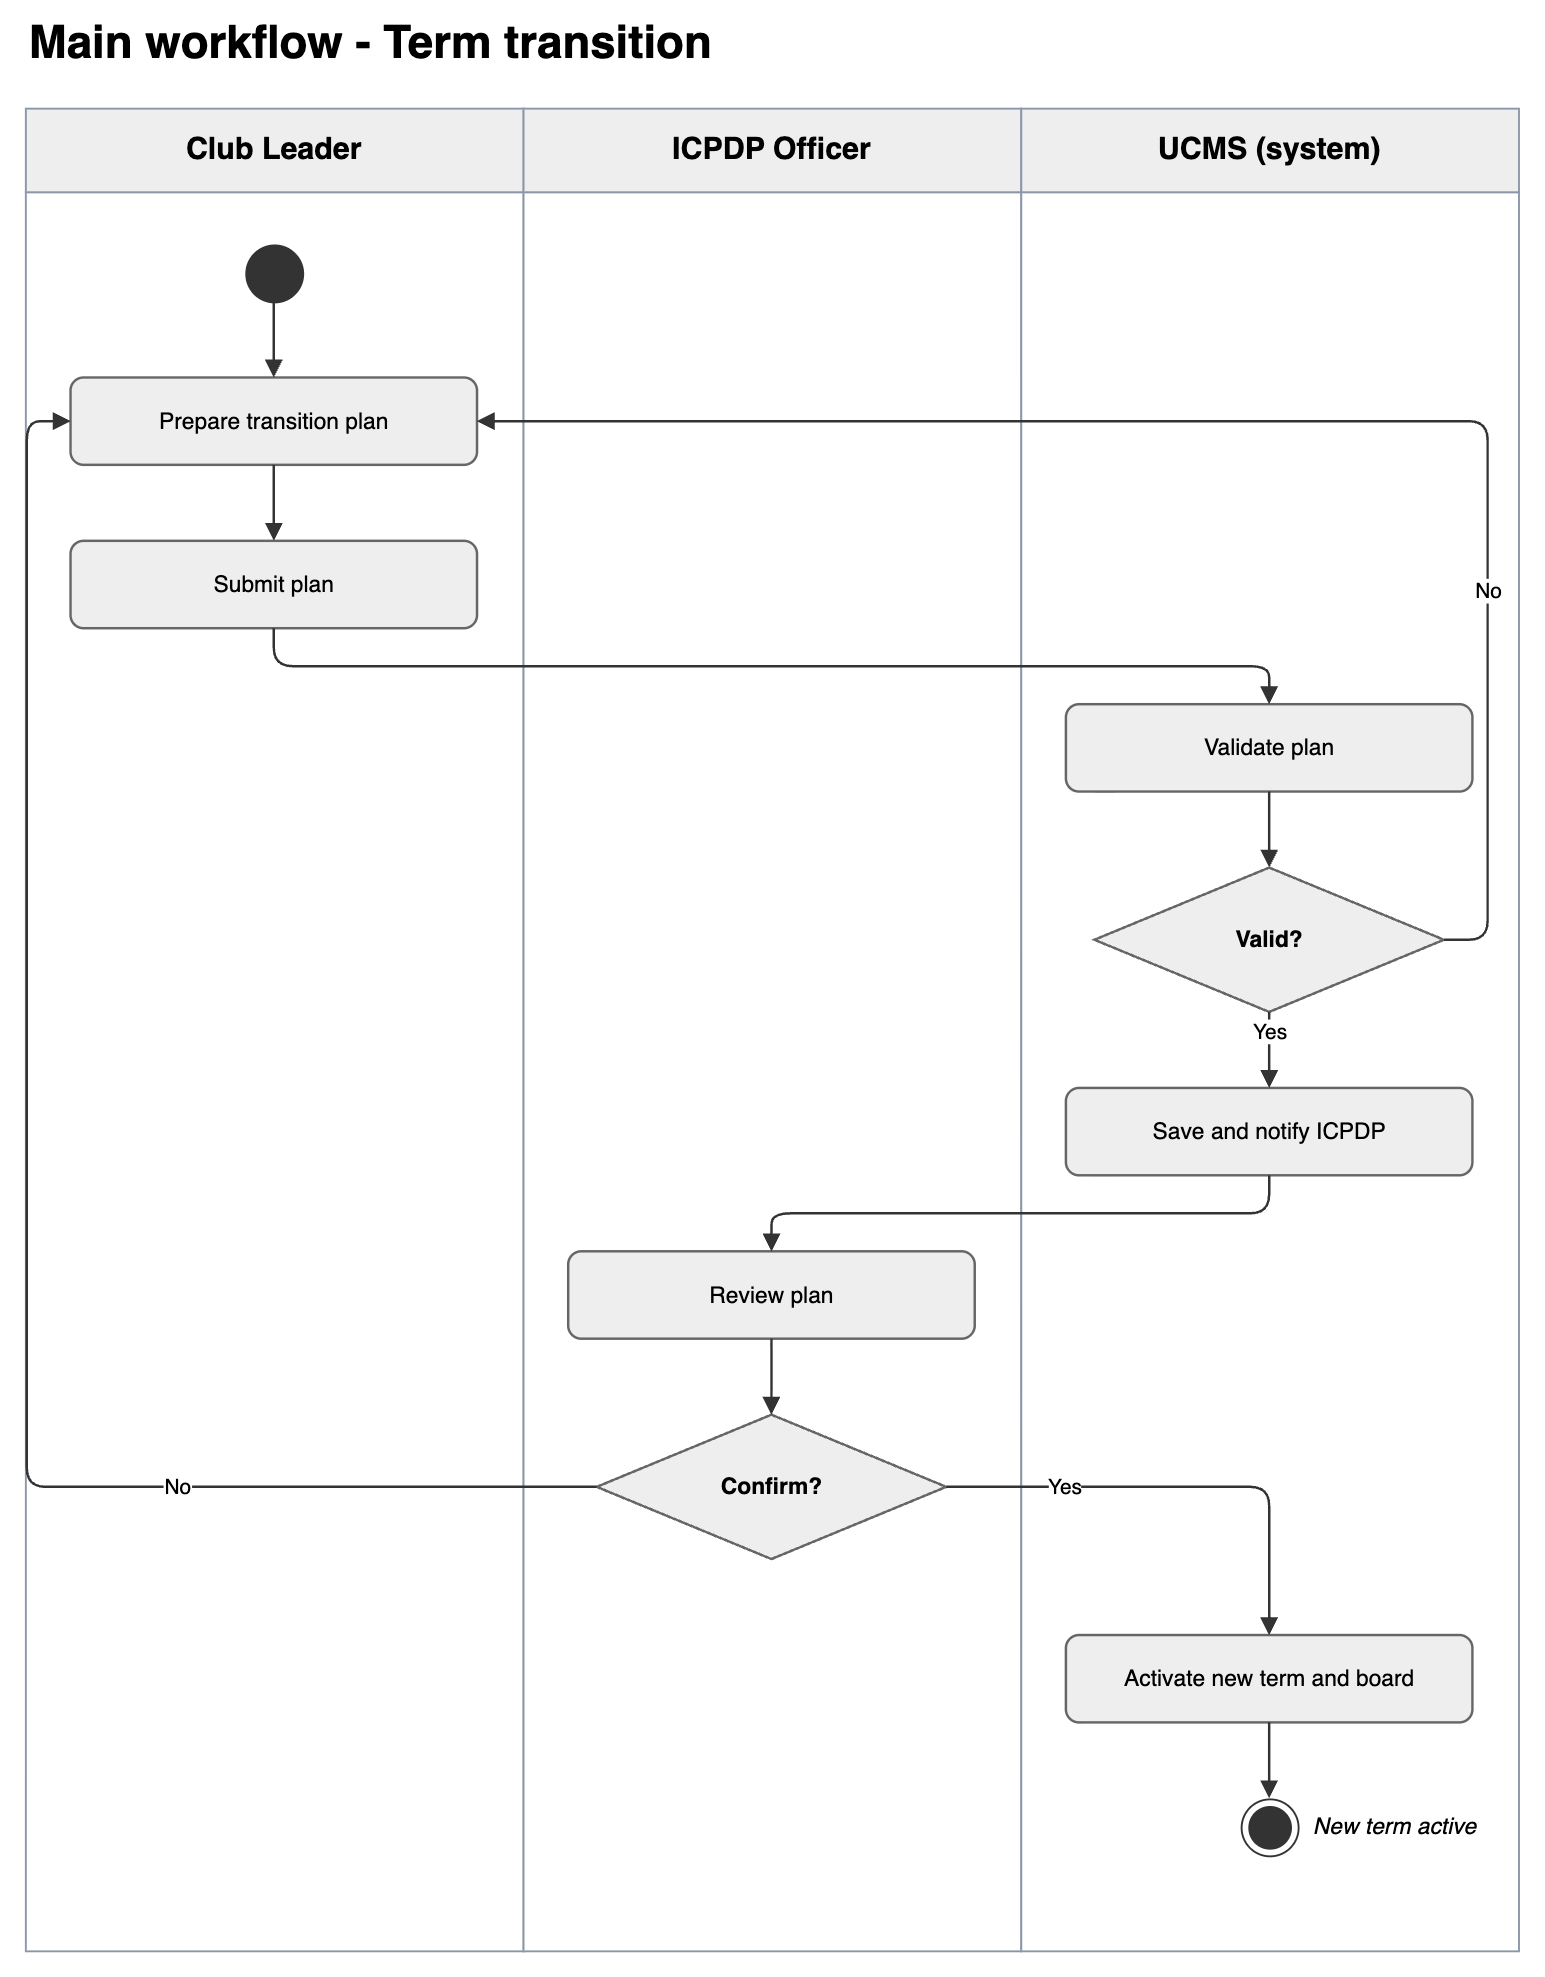 Main workflow - Term transition
Club Leader
ICPDP Officer
UCMS (system)
Prepare transition plan
Submit plan
No
Validate plan
Valid?
Yes
Save and notify ICPDP
Review plan
Confirm?
No
Yes
Activate new term and board
New term active